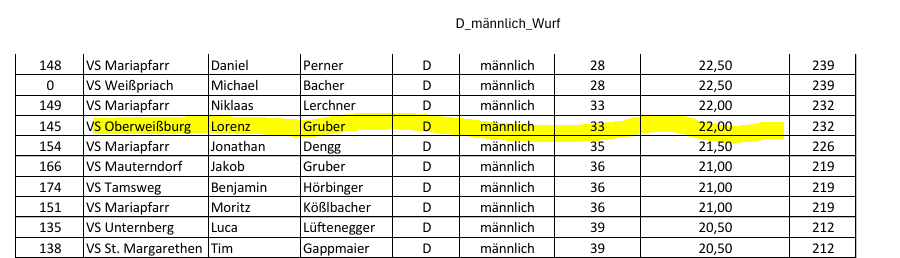 D_männlich_Wurf
148 VS Mariapfarr Daniel Perner D männlich 28 22,50 239
0 VS Weißpriach Michael Bacher D männlich 28 22,50 239
149 VS Mariapfarr Niklaas Lerchner D männlich 33 22,00 232
145 VS Oberweißburg Lorenz Gruber D männlich 33 22,00 232
154 VS Mariapfarr Jonathan Dengg D männlich 35 21,50 226
166 VS Mauterndorf Jakob Gruber D männlich 36 21,00 219
174 VS Tamsweg Benjamin Hörbinger D männlich 36 21,00 219
151 VS Mariapfarr Moritz Kößlbacher D männlich 36 21,00 219
135 VS Unternberg Luca Lüftenegger D männlich 39 20,50 212
138 VS St. Margarethen Tim Gappmaier D männlich 39 20,50 212